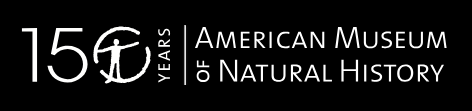 150 YEARS
AMERICAN MUSEUM
OF NATURAL HISTORY